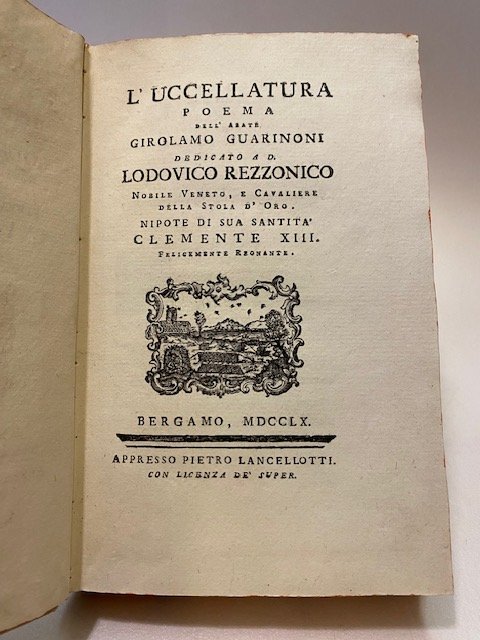 L' UCCELLATURA
POEMA
DELL' ABATE
GIROLAMO GUARINONI
DEDICATO A D.
LODOVICO REZZONICO
NOBILE VENETO, E CAVALIERE
DELLA STOLA D' ORO.
NIPOTE DI SUA SANTITA'
CLEMENTE XIII.
FELICEMENTE REGNANTE.
BERGAMO, MDCCLX.
APPRESSO PIETRO LANCELLOTTI.
CON LICENZA DE' SUPER.